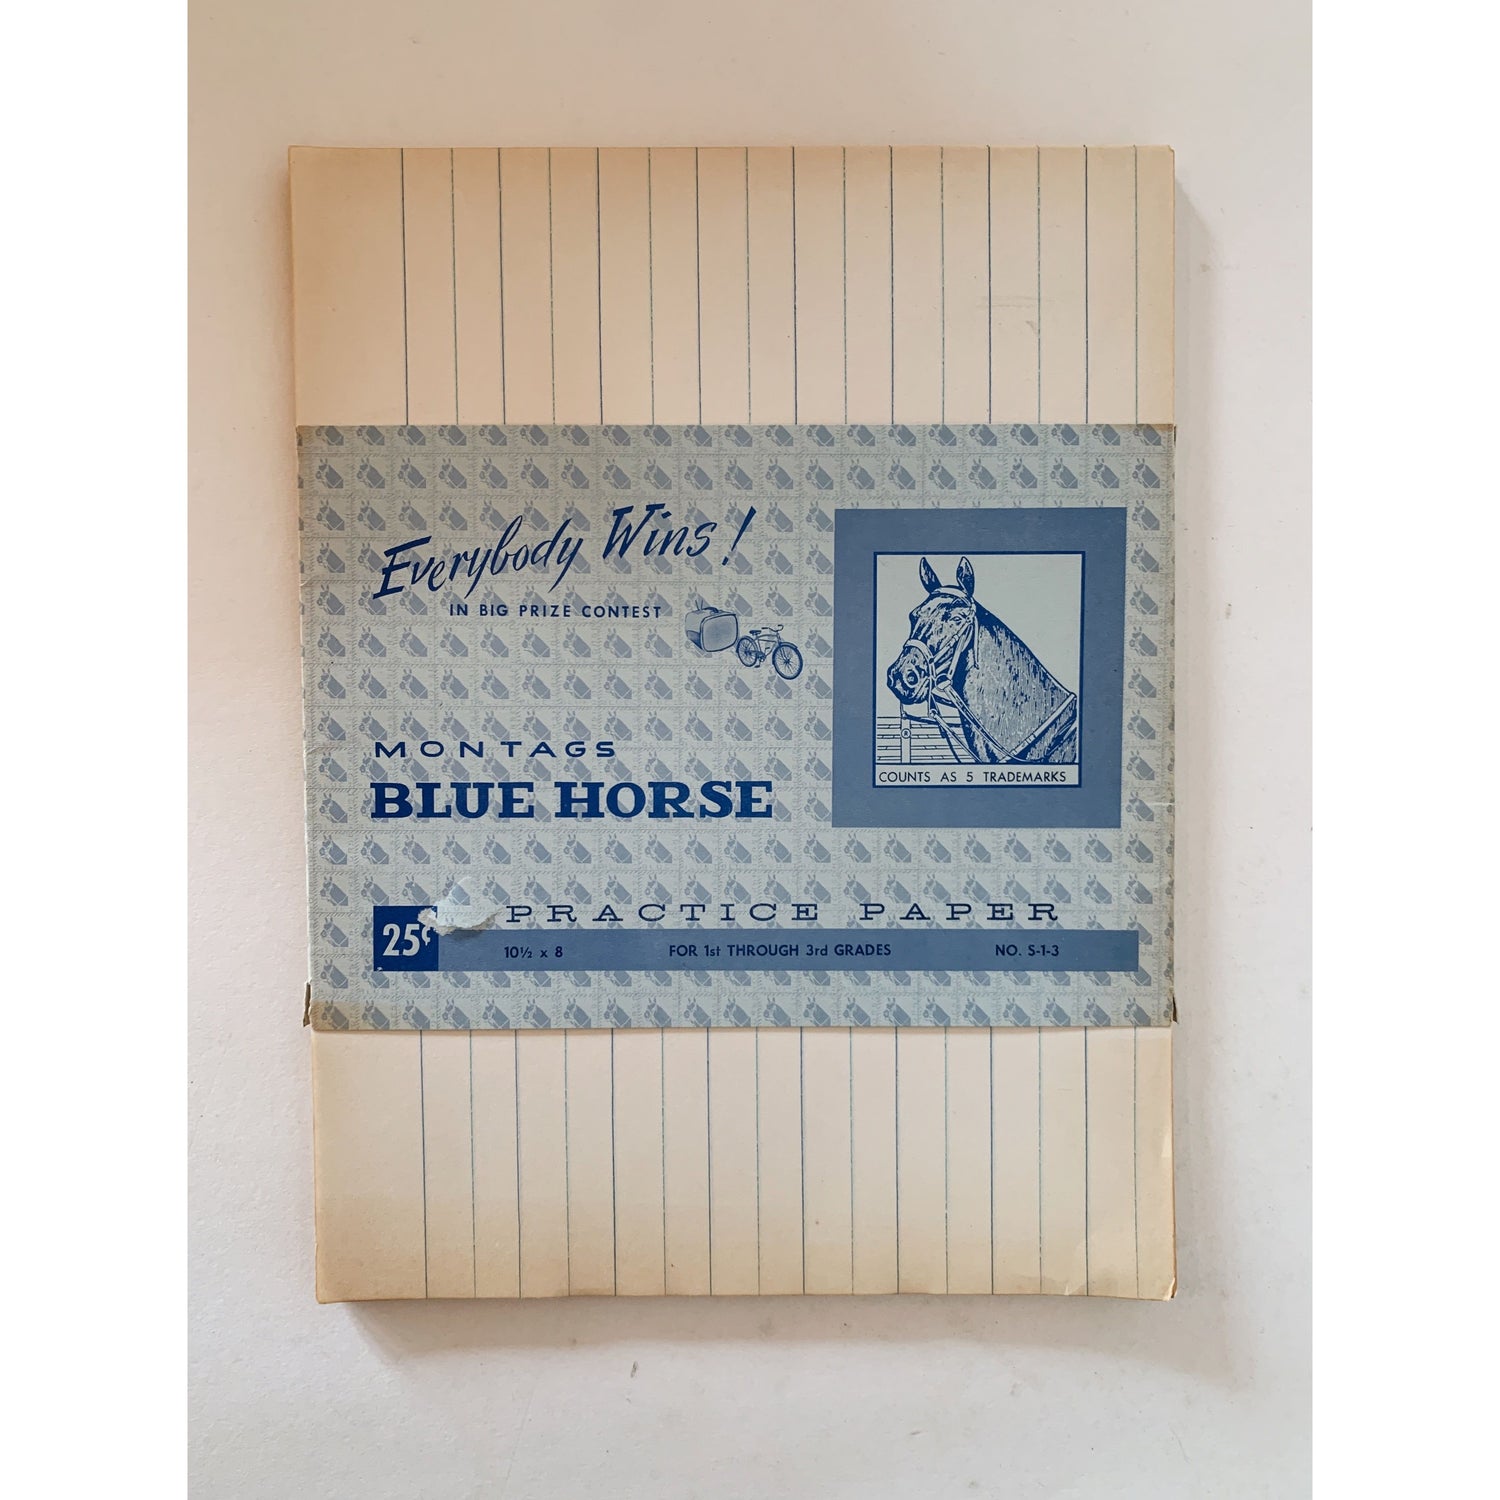 Everybody Wins!
IN BIG PRIZE CONTEST
MONTAGS
BLUE HORSE
COUNTS AS 5 TRADEMARKS
25¢
PRACTICE PAPER
10½ x 8 FOR 1st THROUGH 3rd GRADES NO. S-1-3